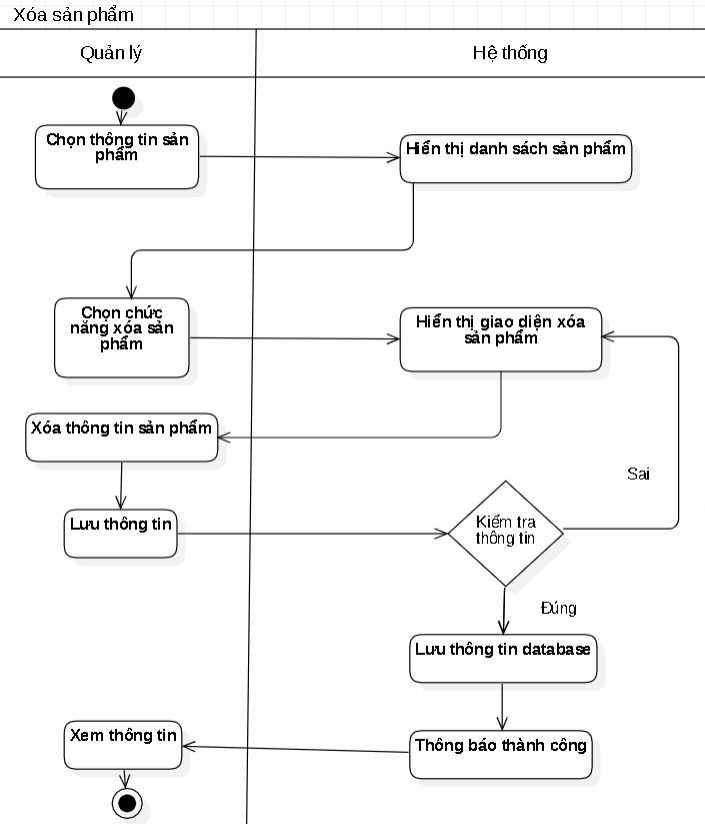 Xóa sản phẩm
Quản lý
Hệ thống
Chọn thông tin sản
phẩm
Hiển thị danh sách sản phẩm
Chọn chức
năng xóa sản
phẩm
Hiển thị giao diện xóa
sản phẩm
Xóa thông tin sản phẩm
Sai
Lưu thông tin
Kiểm tra
thông tin
Đúng
Lưu thông tin database
Xem thông tin
Thông báo thành công